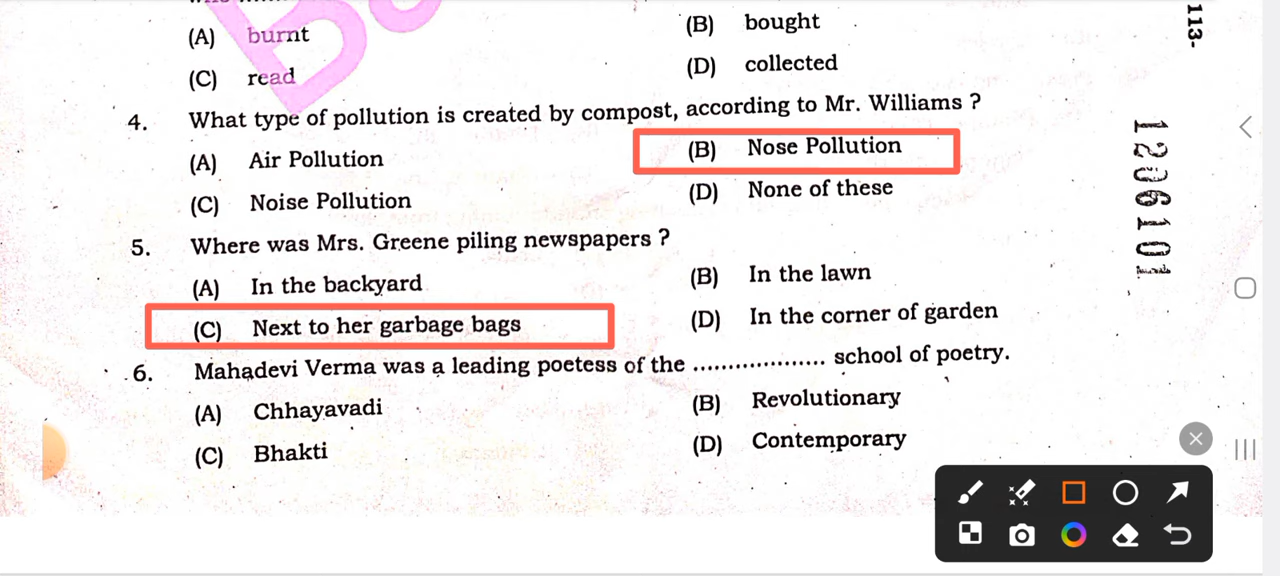 (A) burnt (B) bought
(C) read (D) collected
4. What type of pollution is created by compost, according to Mr. Williams ?
(A) Air Pollution (B) Nose Pollution
(C) Noise Pollution (D) None of these
5. Where was Mrs. Greene piling newspapers ?
(A) In the backyard (B) In the lawn
(C) Next to her garbage bags (D) In the corner of garden
6. Mahadevi Verma was a leading poetess of the .................. school of poetry.
(A) Chhayavadi (B) Revolutionary
(C) Bhakti (D) Contemporary
113-